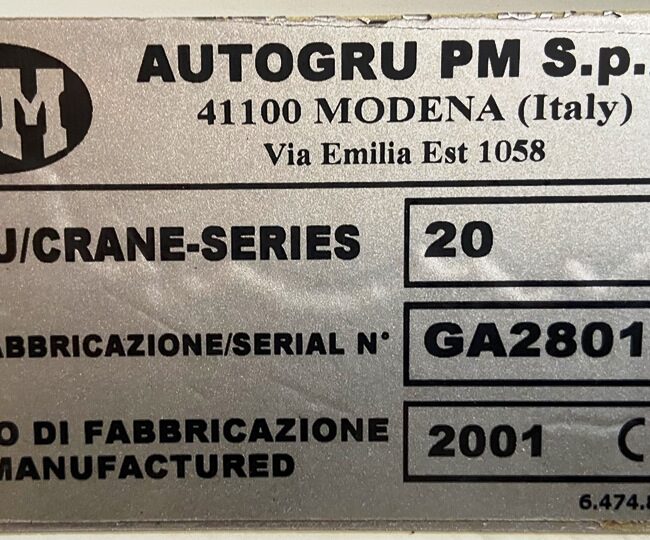 PM
AUTOGRU PM S.p.
41100 MODENA (Italy)
Via Emilia Est 1058
U/CRANE-SERIES 20
ABBRICAZIONE/SERIAL N° GA2801
O DI FABBRICAZIONE
MANUFACTURED
2001 C
6.474.